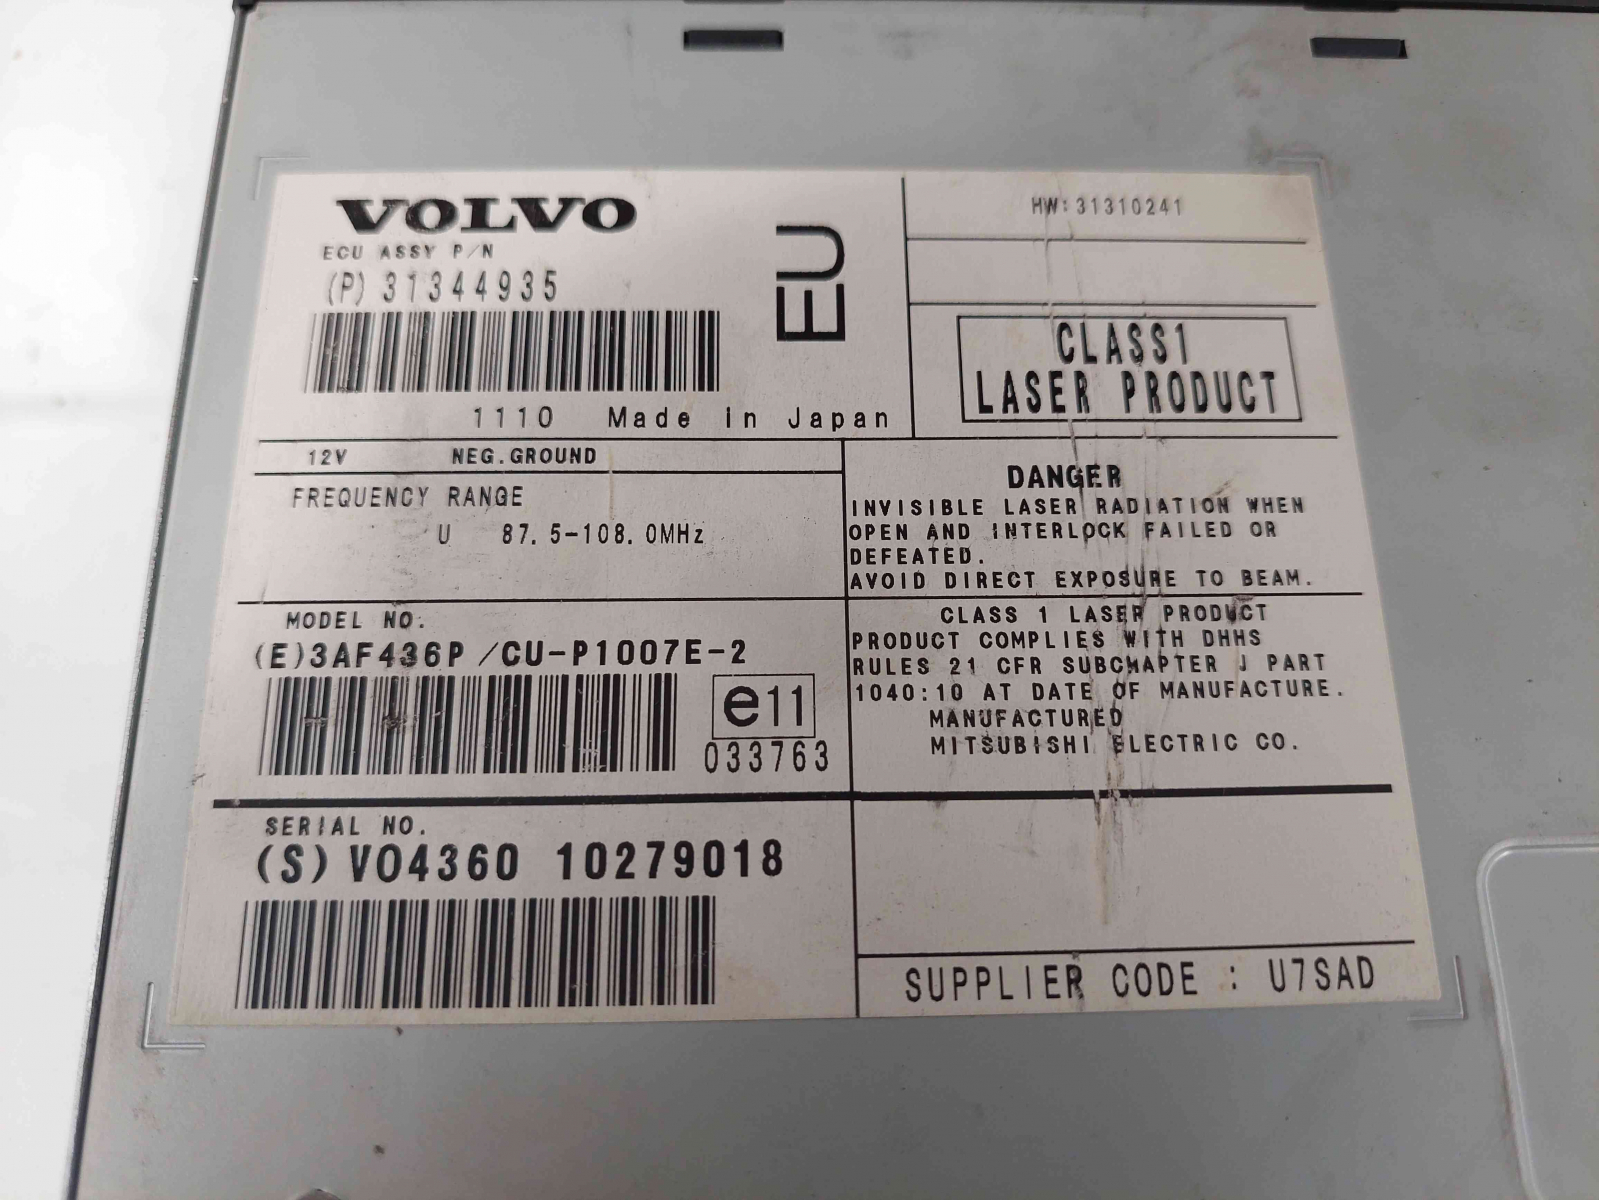 VOLVO
ECU ASSY P/N
(P) 31344935
EU
1110 Made in Japan
HW:31310241
CLASS1
LASER PRODUCT
12V NEG.GROUND
FREQUENCY RANGE
U 87.5-108.0MHz
DANGER
INVISIBLE LASER RADIATION WHEN
OPEN AND INTERLOCK FAILED OR
DEFEATED.
AVOID DIRECT EXPOSURE TO BEAM.
MODEL NO.
(E)3AF436P/CU-P1007E-2
e11
033763
CLASS 1 LASER PRODUCT
PRODUCT COMPLIES WITH DHHS
RULES 21 CFR SUBCHAPTER J PART
1040:10 AT DATE OF MANUFACTURE.
MANUFACTURED
MITSUBISHI ELECTRIC CO.
SERIAL NO.
(S) VO4360 10279018
SUPPLIER CODE : U7SAD